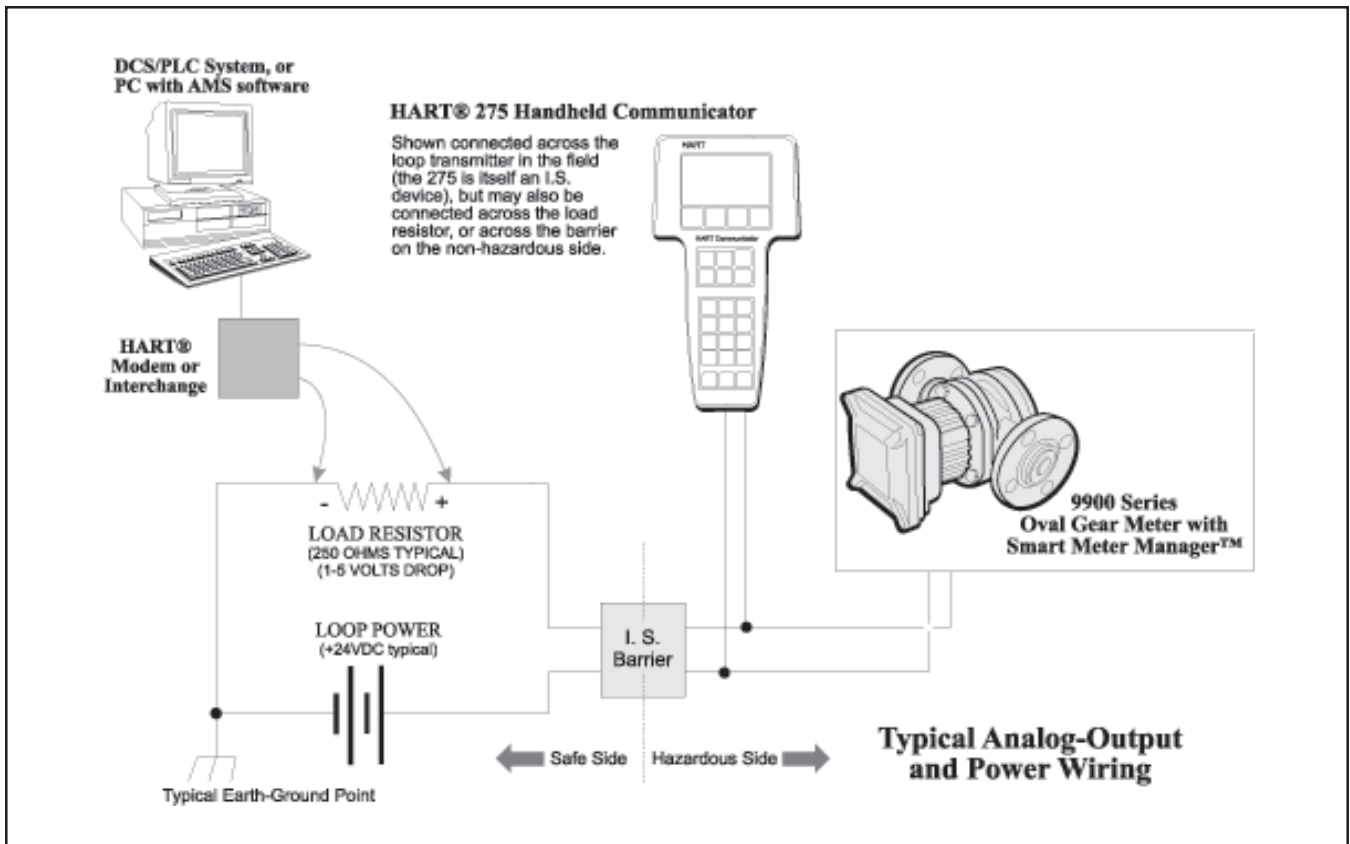 DCS/PLC System, or
PC with AMS software
HART® 275 Handheld Communicator
Shown connected across the
loop transmitter in the field
(the 275 is itself an I.S.
device), but may also be
connected across the load
resistor, or across the barrier
on the non-hazardous side.
HART
HART Communicator
HART®
Modem or
Interchange
9900 Series
Oval Gear Meter with
Smart Meter Manager™
- +
LOAD RESISTOR
(250 OHMS TYPICAL)
(1-5 VOLTS DROP)
LOOP POWER
(+24VDC typical)
I. S.
Barrier
Safe Side
Hazardous Side
Typical Earth-Ground Point
Typical Analog-Output
and Power Wiring